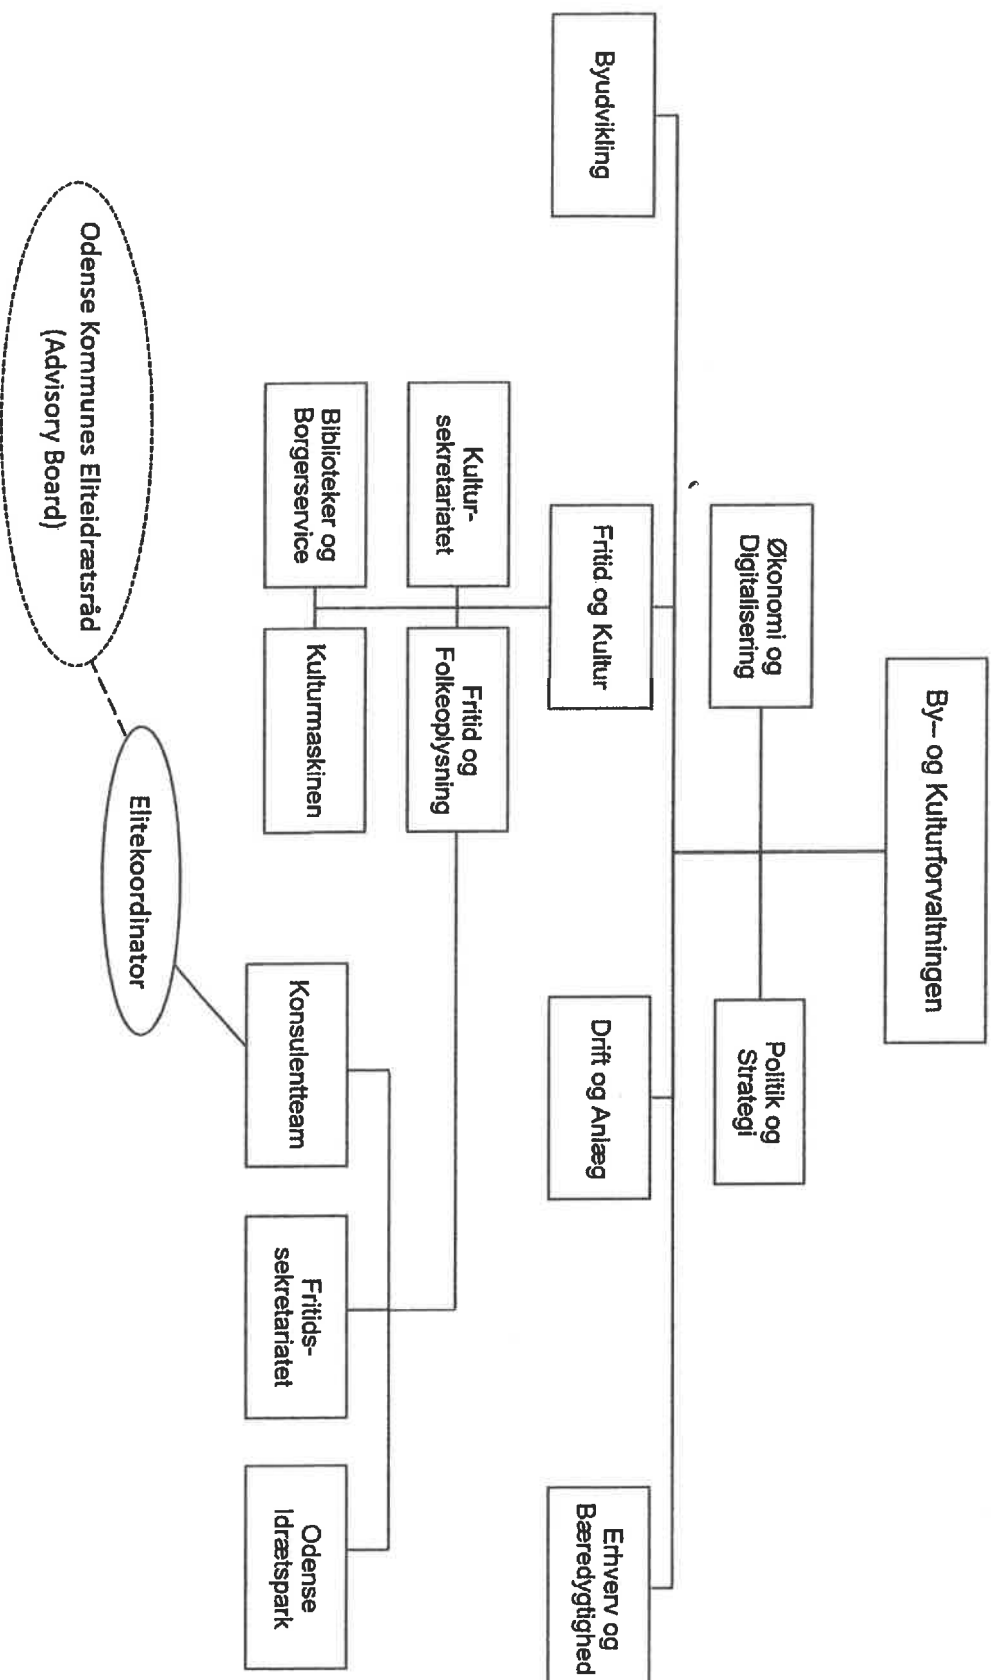 By- og Kulturforvaltningen
Økonomi og
Digitalisering
Politik og
Strategi
Byudvikling
Fritid og Kultur
Drift og Anlæg
Erhverv og
Bæredygtighed
Kultur-
sekretariatet
Fritid og
Folkeoplysning
Biblioteker og
Borgerservice
Kulturmaskinen
Konsulentteam
Fritids-
sekretariatet
Odense
Idrætspark
Elitekoordinator
Odense Kommunes Eliteidrætsråd
(Advisory Board)